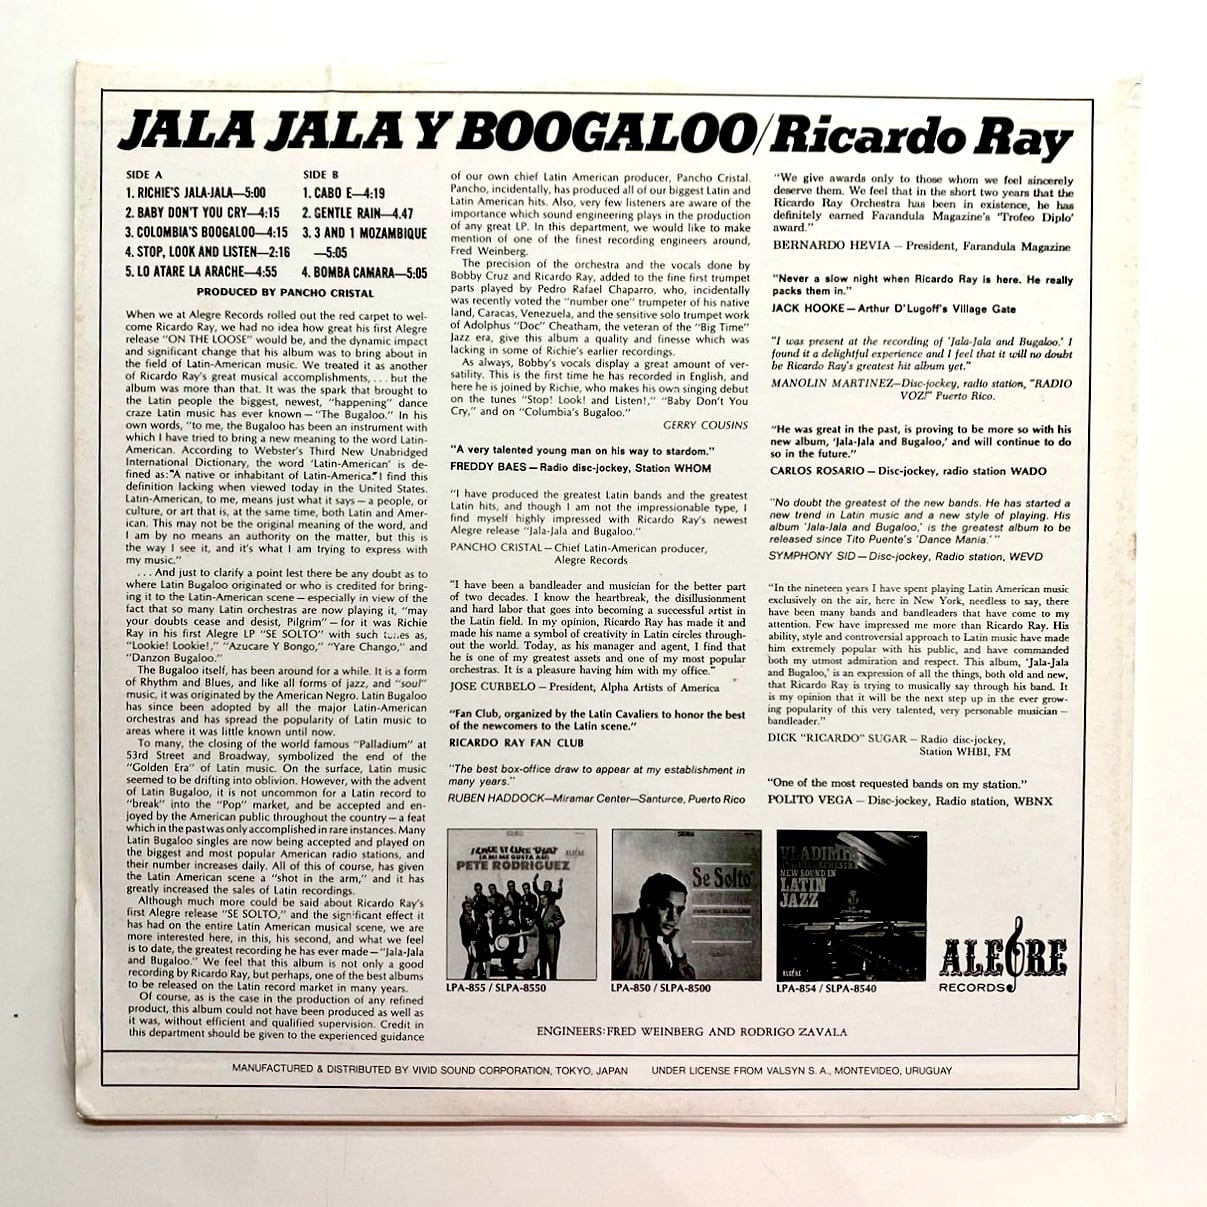 JALA JALA Y BOOGALOO/Ricardo Ray
SIDE A
1. RICHIE'S JALA-JALA—5:00
2. BABY DON'T YOU CRY—4:15
3. COLOMBIA'S BOOGALOO—4:15
4. STOP, LOOK AND LISTEN—2:16
5. LO ATARE LA ARACHE—4:55
SIDE B
1. CABO E—4:19
2. GENTLE RAIN—4.47
3. 3 AND 1 MOZAMBIQUE
—5:05
4. BOMBA CAMARA—5:05
PRODUCED BY PANCHO CRISTAL
When we at Alegre Records rolled out the red carpet to wel-
come Ricardo Ray, we had no idea how great his first Alegre
release "ON THE LOOSE" would be, and the dynamic impact
and significant change that his album was to bring about in
the field of Latin-American music. We treated it as another
of Ricardo Ray's great musical accomplishments, . . . but the
album was more than that. It was the spark that brought to
the Latin people the biggest, newest, "happening" dance
craze Latin music has ever known—"The Bugaloo." In his
own words, "to me, the Bugaloo has been an instrument with
which I have tried to bring a new meaning to the word Latin-
American. According to Webster's Third New Unabridged
International Dictionary, the word 'Latin-American' is de-
fined as: "A native or inhabitant of Latin-America." I find this
definition lacking when viewed today in the United States.
Latin-American, to me, means just what it says—a people, or
culture, or art that is, at the same time, both Latin and Amer-
ican. This may not be the original meaning of the word, and
I am by no means an authority on the matter, but this is
the way I see it, and it's what I am trying to express with
my music."
. . . And just to clarify a point lest there be any doubt as to
where Latin Bugaloo originated or who is credited for bring-
ing it to the Latin-American scene—especially in view of the
fact that so many Latin orchestras are now playing it, "may
your doubts cease and desist, Pilgrim"—for it was Richie
Ray in his first Alegre LP "SE SOLTO" with such tunes as,
"Lookie! Lookie!," "Azucare Y Bongo," "Yare Chango," and
"Danzon Bugaloo."
The Bugaloo itself, has been around for a while. It is a form
of Rhythm and Blues, and like all forms of jazz, and "soul"
music, it was originated by the American Negro. Latin Bugaloo
has since been adopted by all the major Latin-American
orchestras and has spread the popularity of Latin music to
areas where it was little known until now.
To many, the closing of the world famous "Palladium" at
53rd Street and Broadway, symbolized the end of the
"Golden Era" of Latin music. On the surface, Latin music
seemed to be drifting into oblivion. However, with the advent
of Latin Bugaloo, it is not uncommon for a Latin record to
"break" into the "Pop" market, and be accepted and en-
joyed by the American public throughout the country—a feat
which in the past was only accomplished in rare instances. Many
Latin Bugaloo singles are now being accepted and played on
the biggest and most popular American radio stations, and
their number increases daily. All of this of course, has given
the Latin American scene a "shot in the arm," and it has
greatly increased the sales of Latin recordings.
Although much more could be said about Ricardo Ray's
first Alegre release "SE SOLTO," and the significant effect it
has had on the entire Latin American musical scene, we are
more interested here, in this, his second, and what we feel
is to date, the greatest recording he has ever made—"Jala-Jala
and Bugaloo." We feel that this album is not only a good
recording by Ricardo Ray, but perhaps, one of the best albums
to be released on the Latin record market in many years.
Of course, as is the case in the production of any refined
product, this album could not have been produced as well as
it was, without efficient and qualified supervision. Credit in
this department should be given to the experienced guidance
of our own chief Latin American producer, Pancho Cristal.
Pancho, incidentally, has produced all of our biggest Latin and
Latin American hits. Also, very few listeners are aware of the
importance which sound engineering plays in the production
of any great LP. In this department, we would like to make
mention of one of the finest recording engineers around,
Fred Weinberg.
The precision of the orchestra and the vocals done by
Bobby Cruz and Ricardo Ray, added to the fine first trumpet
parts played by Pedro Rafael Chaparro, who, incidentally
was recently voted the "number one" trumpeter of his native
land, Caracas, Venezuela, and the sensitive solo trumpet work
of Adolphus "Doc" Cheatham, the veteran of the "Big Time"
Jazz era, give this album a quality and finesse which was
lacking in some of Richie's earlier recordings.
As always, Bobby's vocals display a great amount of ver-
satility. This is the first time he has recorded in English, and
here he is joined by Richie, who makes his own singing debut
on the tunes "Stop! Look! and Listen!," "Baby Don't You
Cry," and on "Columbia's Bugaloo."
GERRY COUSINS
"A very talented young man on his way to stardom."
FREDDY BAES—Radio disc-jockey, Station WHOM
"I have produced the greatest Latin bands and the greatest
Latin hits, and though I am not the impressionable type, I
find myself highly impressed with Ricardo Ray's newest
Alegre release "Jala-Jala and Bugaloo."
PANCHO CRISTAL—Chief Latin-American producer,
Alegre Records
"I have been a bandleader and musician for the better part
of two decades. I know the heartbreak, the disillusionment
and hard labor that goes into becoming a successful artist in
the Latin field. In my opinion, Ricardo Ray has made it and
made his name a symbol of creativity in Latin circles through-
out the world. Today, as his manager and agent, I find that
he is one of my greatest assets and one of my most popular
orchestras. It is a pleasure having him with my office."
JOSE CURBELO—President, Alpha Artists of America
"Fan Club, organized by the Latin Cavaliers to honor the best
of the newcomers to the Latin scene."
RICARDO RAY FAN CLUB
"The best box-office draw to appear at my establishment in
many years."
RUBEN HADDOCK—Miramar Center—Santurce, Puerto Rico
"We give awards only to those whom we feel sincerely
deserve them. We feel that in the short two years that the
Ricardo Ray Orchestra has been in existence, he has
definitely earned Farandula Magazine's 'Trofeo Diplo'
award."
BERNARDO HEVIA—President, Farandula Magazine
"Never a slow night when Ricardo Ray is here. He really
packs them in."
JACK HOOKE—Arthur D'Lugoff's Village Gate
"I was present at the recording of 'Jala-Jala and Bugaloo.' I
found it a delightful experience and I feel that it will no doubt
be Ricardo Ray's greatest hit album yet."
MANOLIN MARTINEZ—Disc-jockey, radio station, "RADIO
VOZ!" Puerto Rico.
"He was great in the past, is proving to be more so with his
new album, 'Jala-Jala and Bugaloo,' and will continue to do
so in the future."
CARLOS ROSARIO—Disc-jockey, radio station WADO
"No doubt the greatest of the new bands. He has started a
new trend in Latin music and a new style of playing. His
album 'Jala-Jala and Bugaloo,' is the greatest album to be
released since Tito Puente's 'Dance Mania.' "
SYMPHONY SID—Disc-jockey, Radio station, WEVD
"In the nineteen years I have spent playing Latin American music
exclusively on the air, here in New York, needless to say, there
have been many bands and bandleaders that have come to my
attention. Few have impressed me more than Ricardo Ray. His
ability, style and controversial approach to Latin music have made
him extremely popular with his public, and have commanded
both my utmost admiration and respect. This album, 'Jala-Jala
and Bugaloo,' is an expression of all the things, both old and new,
that Ricardo Ray is trying to musically say through his band. It
is my opinion that it will be the next step up in the ever grow-
ing popularity of this very talented, very personable musician—
bandleader."
DICK "RICARDO" SUGAR—Radio disc-jockey,
Station WHBI, FM
"One of the most requested bands on my station."
POLITO VEGA—Disc-jockey, Radio station, WBNX
STEREO
I LIKE IT LIKE THAT
(A MI ME GUSTA ASI)
PETE RODRIGUEZ
LPA-855 / SLPA-8550
Se Solto
LPA-850 / SLPA-8500
VLADIMIR
AND HIS ORCHESTRA
NEW SOUND IN
LATIN
JAZZ
ALEGRE
LPA-854 / SLPA-8540
ALEGRE
RECORDS
ENGINEERS: FRED WEINBERG AND RODRIGO ZAVALA
MANUFACTURED & DISTRIBUTED BY VIVID SOUND CORPORATION, TOKYO, JAPAN UNDER LICENSE FROM VALSYN S. A., MONTEVIDEO, URUGUAY